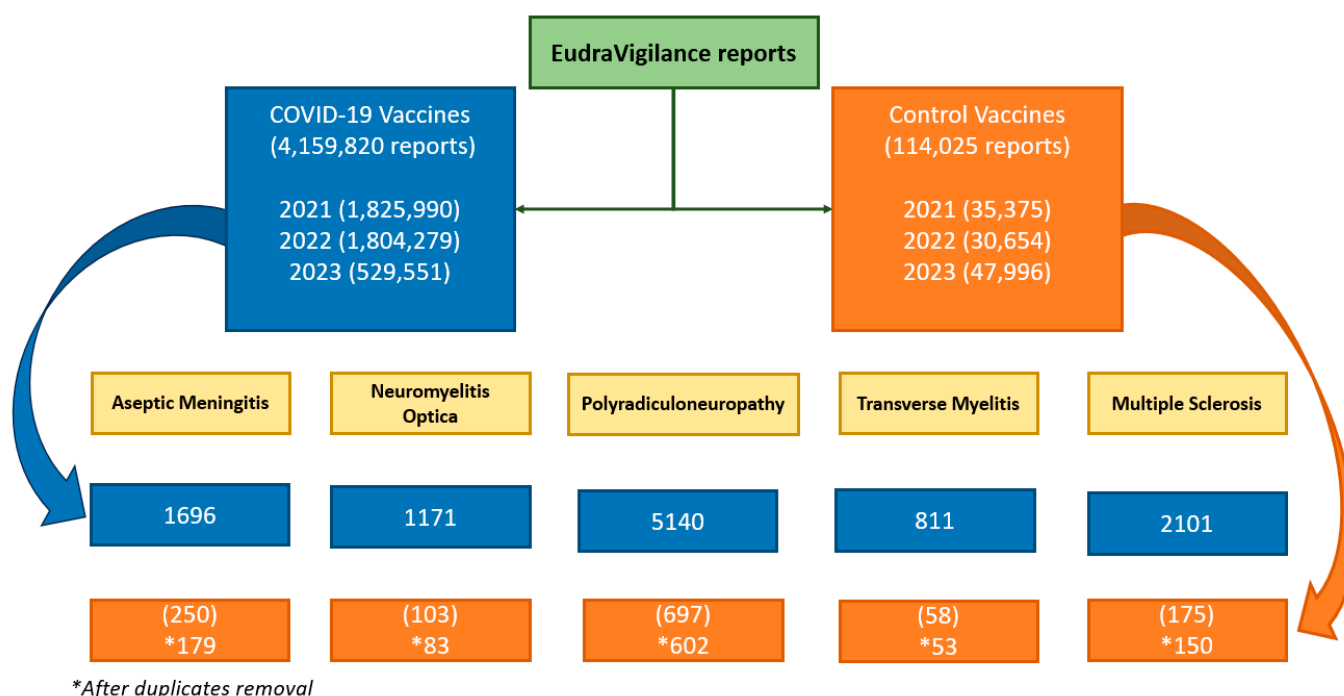 EudraVigilance reports
COVID-19 Vaccines
(4,159,820 reports)
2021 (1,825,990)
2022 (1,804,279)
2023 (529,551)
Control Vaccines
(114,025 reports)
2021 (35,375)
2022 (30,654)
2023 (47,996)
Aseptic Meningitis
Neuromyelitis
Optica
Polyradiculoneuropathy
Transverse Myelitis
Multiple Sclerosis
1696
1171
5140
811
2101
(250)
*179
(103)
*83
(697)
*602
(58)
*53
(175)
*150
*After duplicates removal